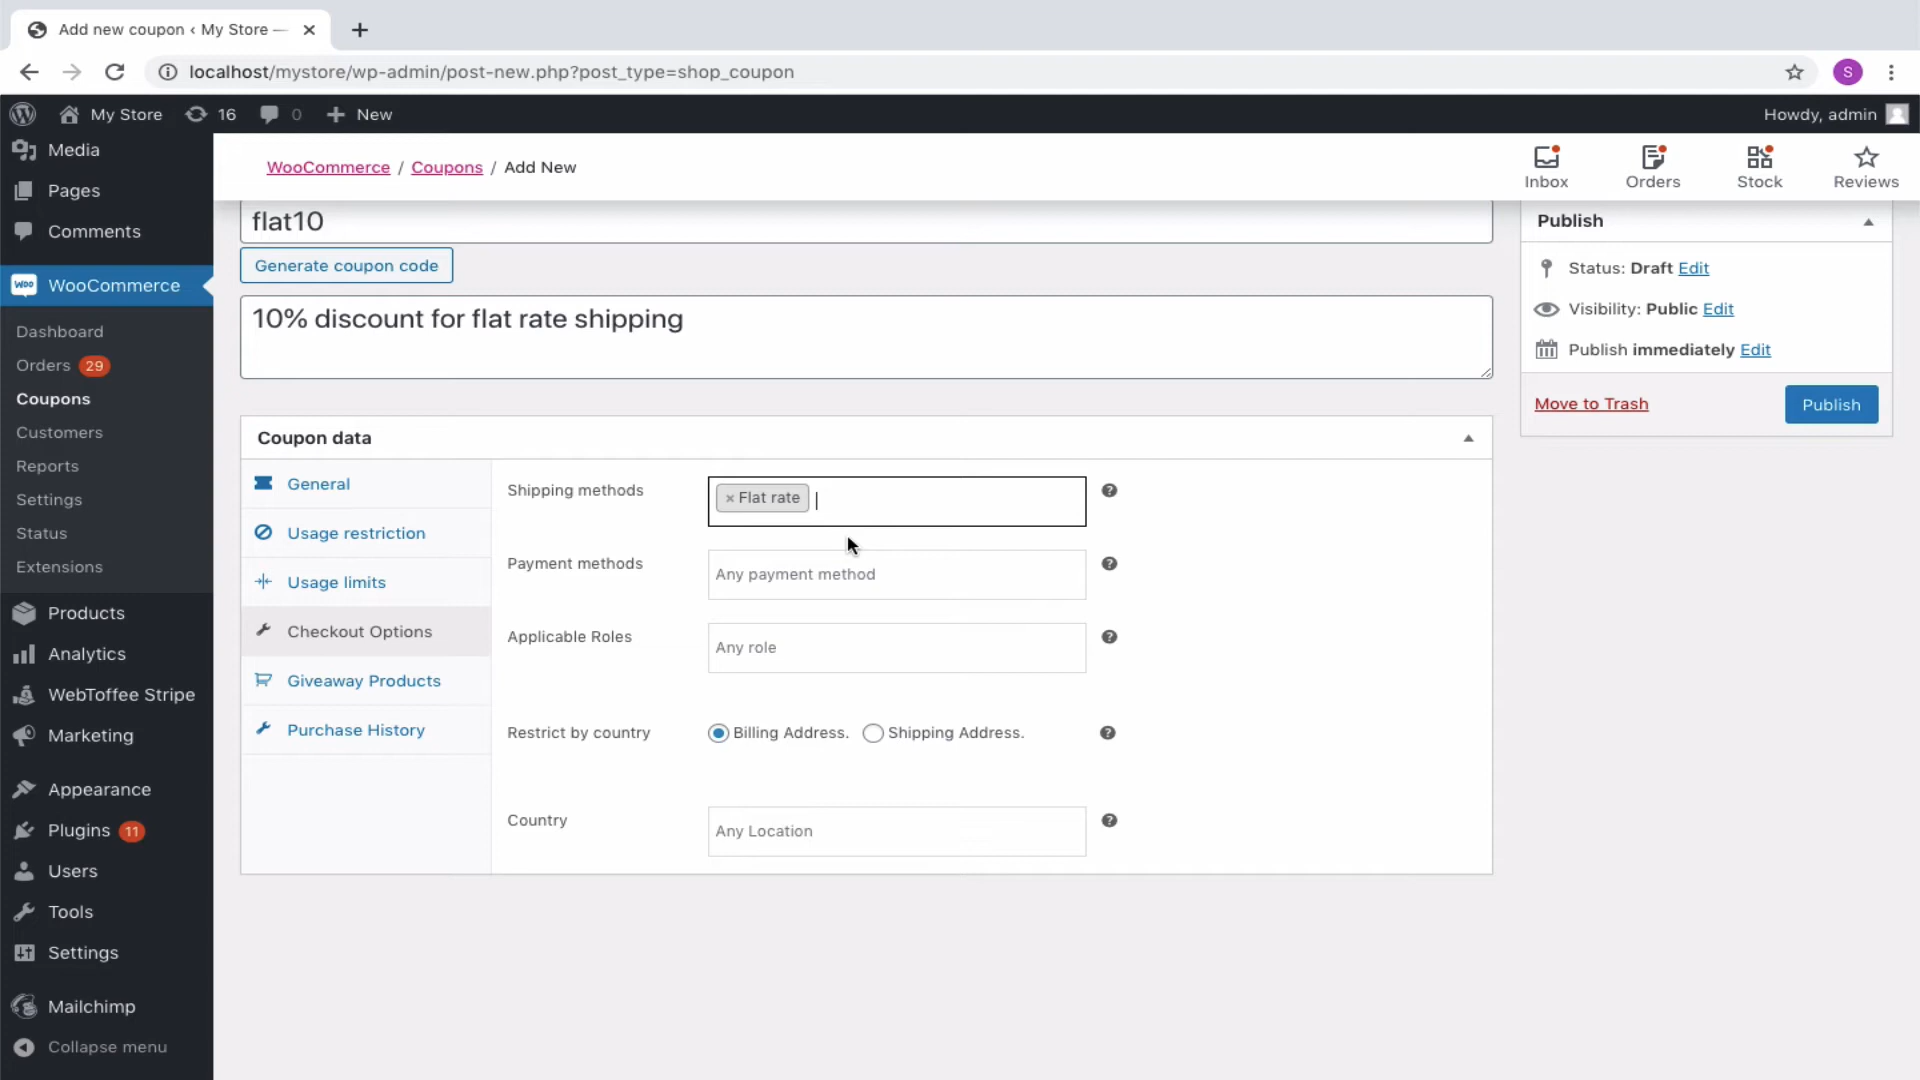 Add new coupon ‹ My Store —
localhost/mystore/wp-admin/post-new.php?post_type=shop_coupon
S
My Store 16 0 New
Howdy, admin
Media
Pages
Comments
WooCommerce
Dashboard
Orders 29
Coupons
Customers
Reports
Settings
Status
Extensions
Products
Analytics
WebToffee Stripe
Marketing
Appearance
Plugins 11
Users
Tools
Settings
Mailchimp
Collapse menu
WooCommerce / Coupons / Add New
Inbox
Orders
Stock
Reviews
flat10
Generate coupon code
10% discount for flat rate shipping
Coupon data
General
Usage restriction
Usage limits
Checkout Options
Giveaway Products
Purchase History
Shipping methods × Flat rate
Payment methods Any payment method
Applicable Roles Any role
Restrict by country Billing Address. Shipping Address.
Country Any Location
Publish
Status: Draft Edit
Visibility: Public Edit
Publish immediately Edit
Move to Trash Publish